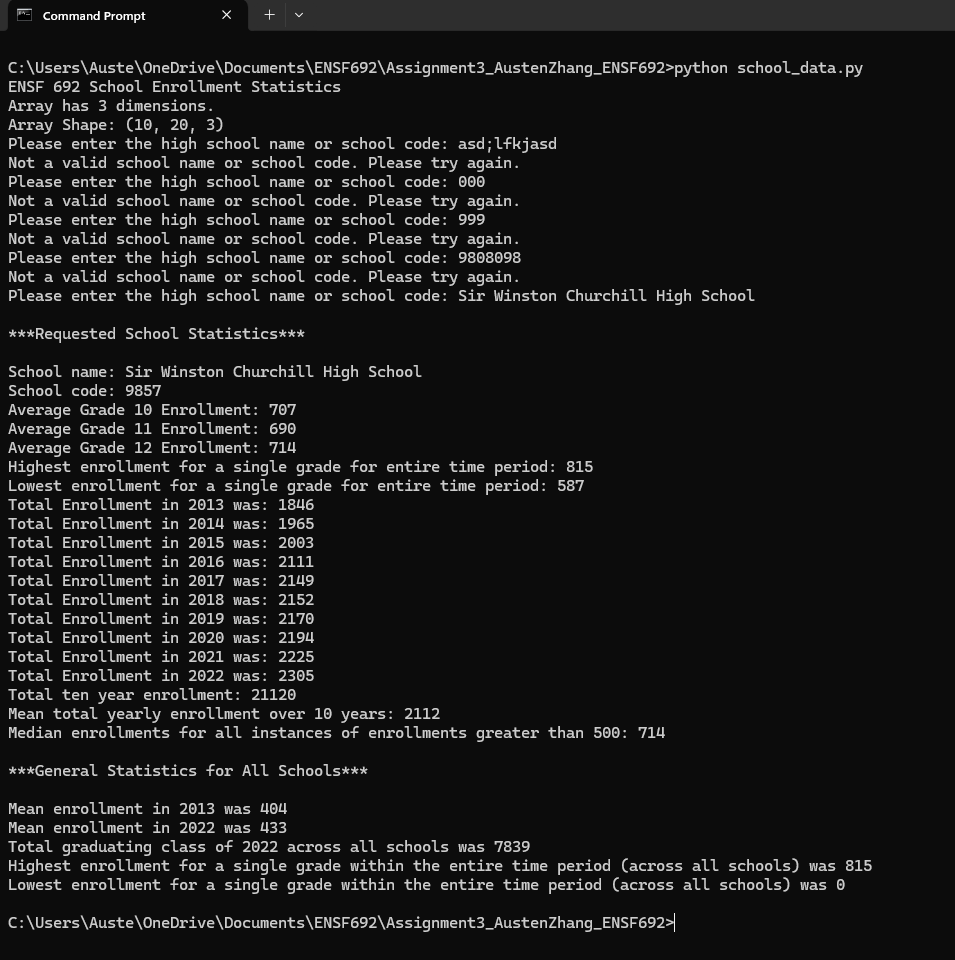 Command Prompt
C:\Users\Auste\OneDrive\Documents\ENSF692\Assignment3_AustenZhang_ENSF692>python school_data.py
ENSF 692 School Enrollment Statistics
Array has 3 dimensions.
Array Shape: (10, 20, 3)
Please enter the high school name or school code: asd;lfkjasd
Not a valid school name or school code. Please try again.
Please enter the high school name or school code: 000
Not a valid school name or school code. Please try again.
Please enter the high school name or school code: 999
Not a valid school name or school code. Please try again.
Please enter the high school name or school code: 9808098
Not a valid school name or school code. Please try again.
Please enter the high school name or school code: Sir Winston Churchill High School
***Requested School Statistics***
School name: Sir Winston Churchill High School
School code: 9857
Average Grade 10 Enrollment: 707
Average Grade 11 Enrollment: 690
Average Grade 12 Enrollment: 714
Highest enrollment for a single grade for entire time period: 815
Lowest enrollment for a single grade for entire time period: 587
Total Enrollment in 2013 was: 1846
Total Enrollment in 2014 was: 1965
Total Enrollment in 2015 was: 2003
Total Enrollment in 2016 was: 2111
Total Enrollment in 2017 was: 2149
Total Enrollment in 2018 was: 2152
Total Enrollment in 2019 was: 2170
Total Enrollment in 2020 was: 2194
Total Enrollment in 2021 was: 2225
Total Enrollment in 2022 was: 2305
Total ten year enrollment: 21120
Mean total yearly enrollment over 10 years: 2112
Median enrollments for all instances of enrollments greater than 500: 714
***General Statistics for All Schools***
Mean enrollment in 2013 was 404
Mean enrollment in 2022 was 433
Total graduating class of 2022 across all schools was 7839
Highest enrollment for a single grade within the entire time period (across all schools) was 815
Lowest enrollment for a single grade within the entire time period (across all schools) was 0
C:\Users\Auste\OneDrive\Documents\ENSF692\Assignment3_AustenZhang_ENSF692>